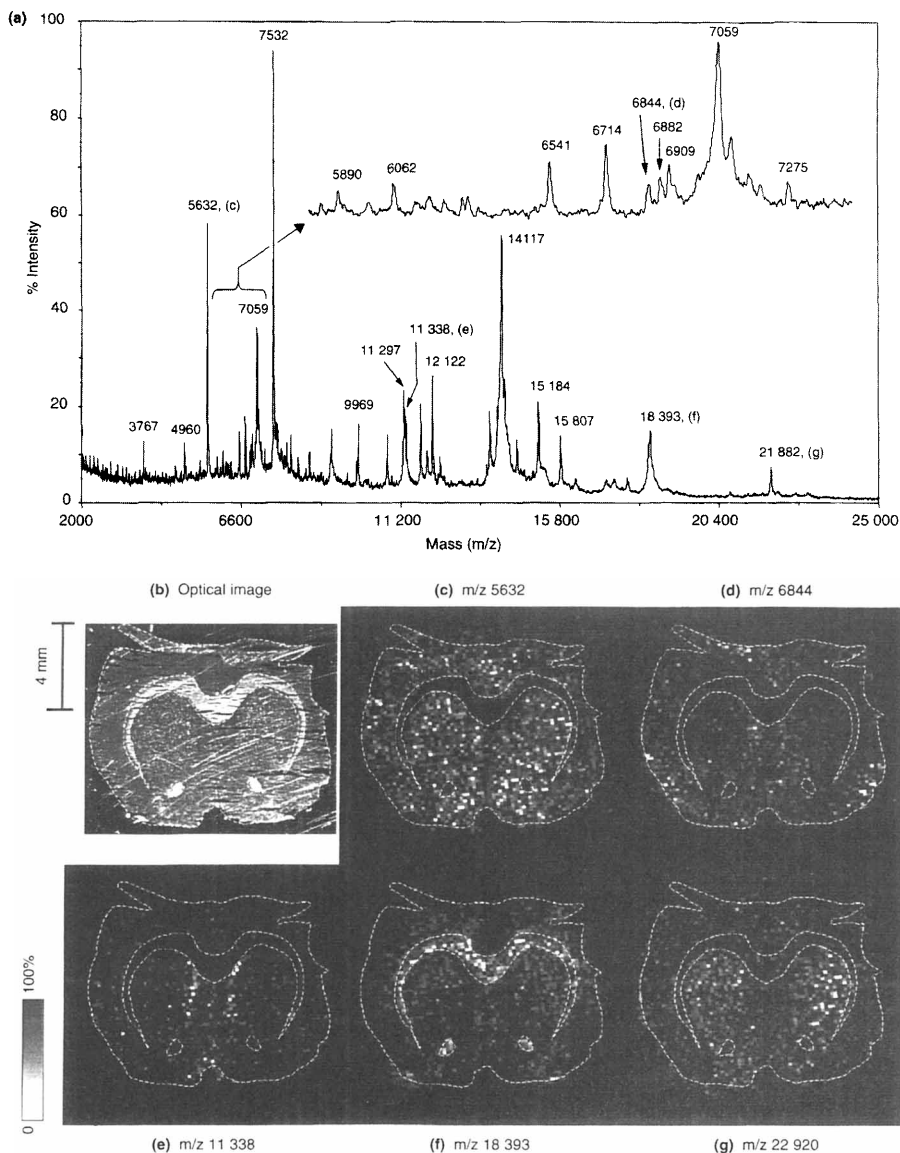 (a)
100
80
60
40
20
0
% Intensity
7532
7059
5632, (c)
5890
6062
6541
6714
6844, (d)
6882
6909
7275
7059
14117
11 297
11 338, (e)
12 122
3767
4960
9969
15 184
15 807
18 393, (f)
21 882, (g)
2000
6600
11 200
15 800
20 400
25 000
Mass (m/z)
(b) Optical image
(c) m/z 5632
(d) m/z 6844
4 mm
100%
0
(e) m/z 11 338
(f) m/z 18 393
(g) m/z 22 920